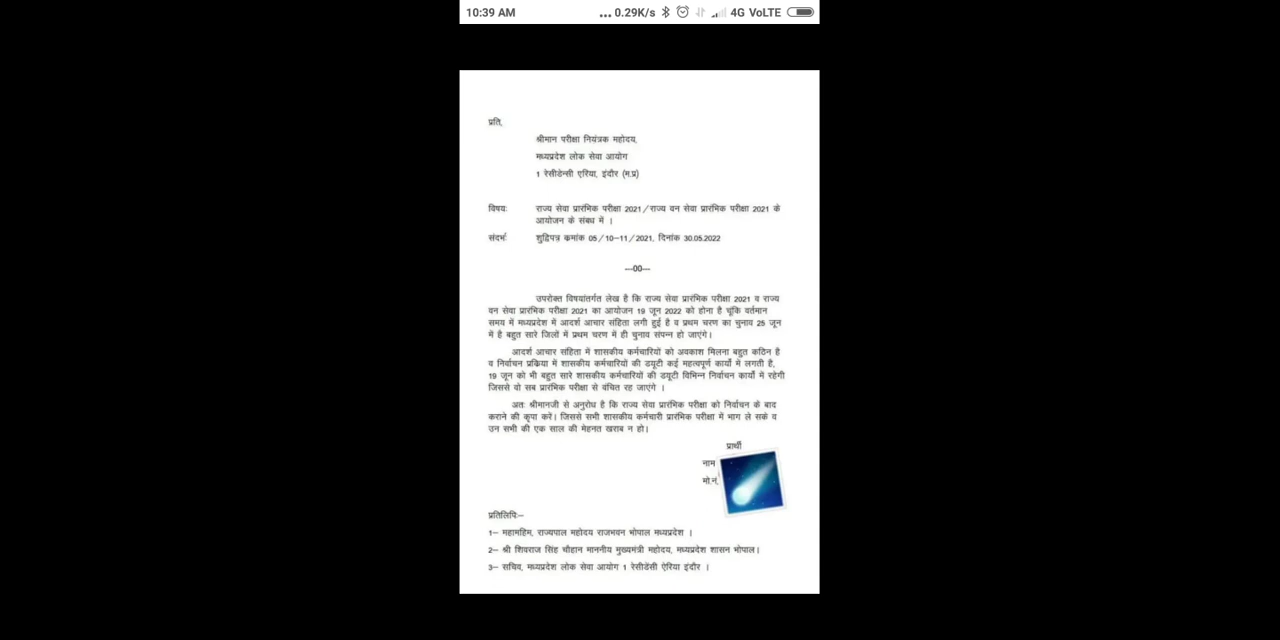 10:39 AM
... 0.29K/s 4G VoLTE
प्रति,
श्रीमान परीक्षा नियंत्रक महोदय,
मध्यप्रदेश लोक सेवा आयोग
1 रेसीडेन्सी एरिया, इंदौर (म.प्र)
विषयः राज्य सेवा प्रारंभिक परीक्षा 2021/राज्य वन सेवा प्रारंभिक परीक्षा 2021 के
आयोजन के संबध में ।
संदर्भः शुद्विपत्र क्रमांक 05/10–11/2021, दिनांक 30.05.2022
---00---
उपरोक्त विषयांतर्गत लेख है कि राज्य सेवा प्रारंभिक परीक्षा 2021 व राज्य
वन सेवा प्रारंभिक परीक्षा 2021 का आयोजन 19 जून 2022 को होना है चूंकि वर्तमान
समय में मध्यप्रदेश में आदर्श आचार संहिता लगी हुई है व प्रथम चरण का चुनाव 25 जून
में है बहुत सारे जिलों में प्रथम चरण में ही चुनाव संपन्न हो जाएंगे।
आदर्श आचार संहिता में शासकीय कर्मचारियों को अवकाश मिलना बहुत कठिन है
व निर्वाचन प्रक्रिया में शासकीय कर्मचारियों की डयूटी कई महत्वपूर्ण कार्यो में लगती है,
19 जून को भी बहुत सारे शासकीय कर्मचारियों की डयूटी विभिन्न निर्वाचन कार्यो में रहेगी
जिससे वो सब प्रारंभिक परीक्षा से वंचित रह जाएंगे ।
अतः श्रीमानजी से अनुरोध है कि राज्य सेवा प्रारंभिक परीक्षा को निर्वाचन के बाद
कराने की कृपा करें। जिससे सभी शासकीय कर्मचारी प्रारंभिक परीक्षा में भाग ले सके व
उन सभी की एक साल की मेहनत खराब न हो।
प्रार्थी
नाम
मो.नं.
प्रतिलिपिः–
1– महामहिम, राज्यपाल महोदय राजभवन भोपाल मध्यप्रदेश ।
2– श्री शिवराज सिंह चौहान माननीय मुख्यमंत्री महोदय, मध्यप्रदेश शासन भोपाल।
3– सचिव, मध्यप्रदेश लोक सेवा आयोग 1 रेसीडेंसी ऐरिया इंदौर ।